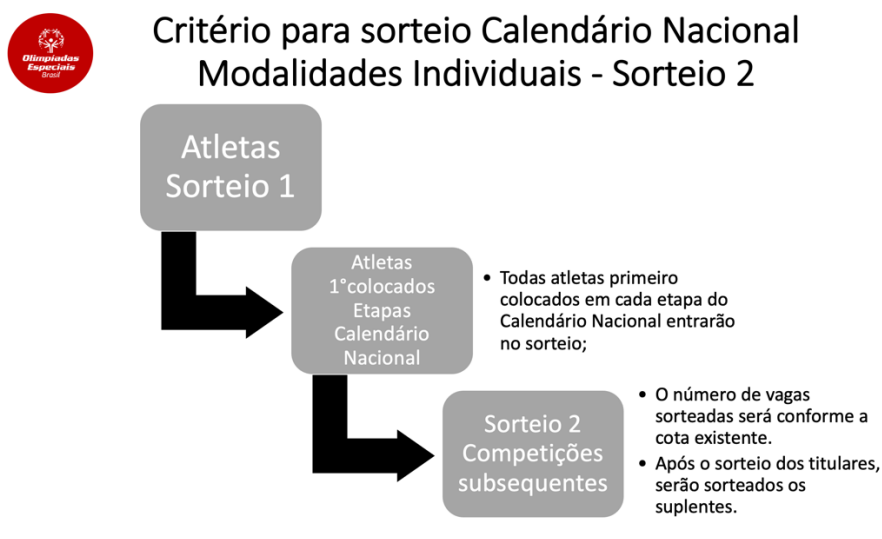 Olimpíadas
Especiais
Brasil
Critério para sorteio Calendário Nacional
Modalidades Individuais - Sorteio 2
Atletas
Sorteio 1
Atletas
1°colocados
Etapas
Calendário
Nacional
• Todas atletas primeiro
colocados em cada etapa do
Calendário Nacional entrarão
no sorteio;
Sorteio 2
Competições
subsequentes
• O número de vagas
sorteadas será conforme a
cota existente.
• Após o sorteio dos titulares,
serão sorteados os
suplentes.